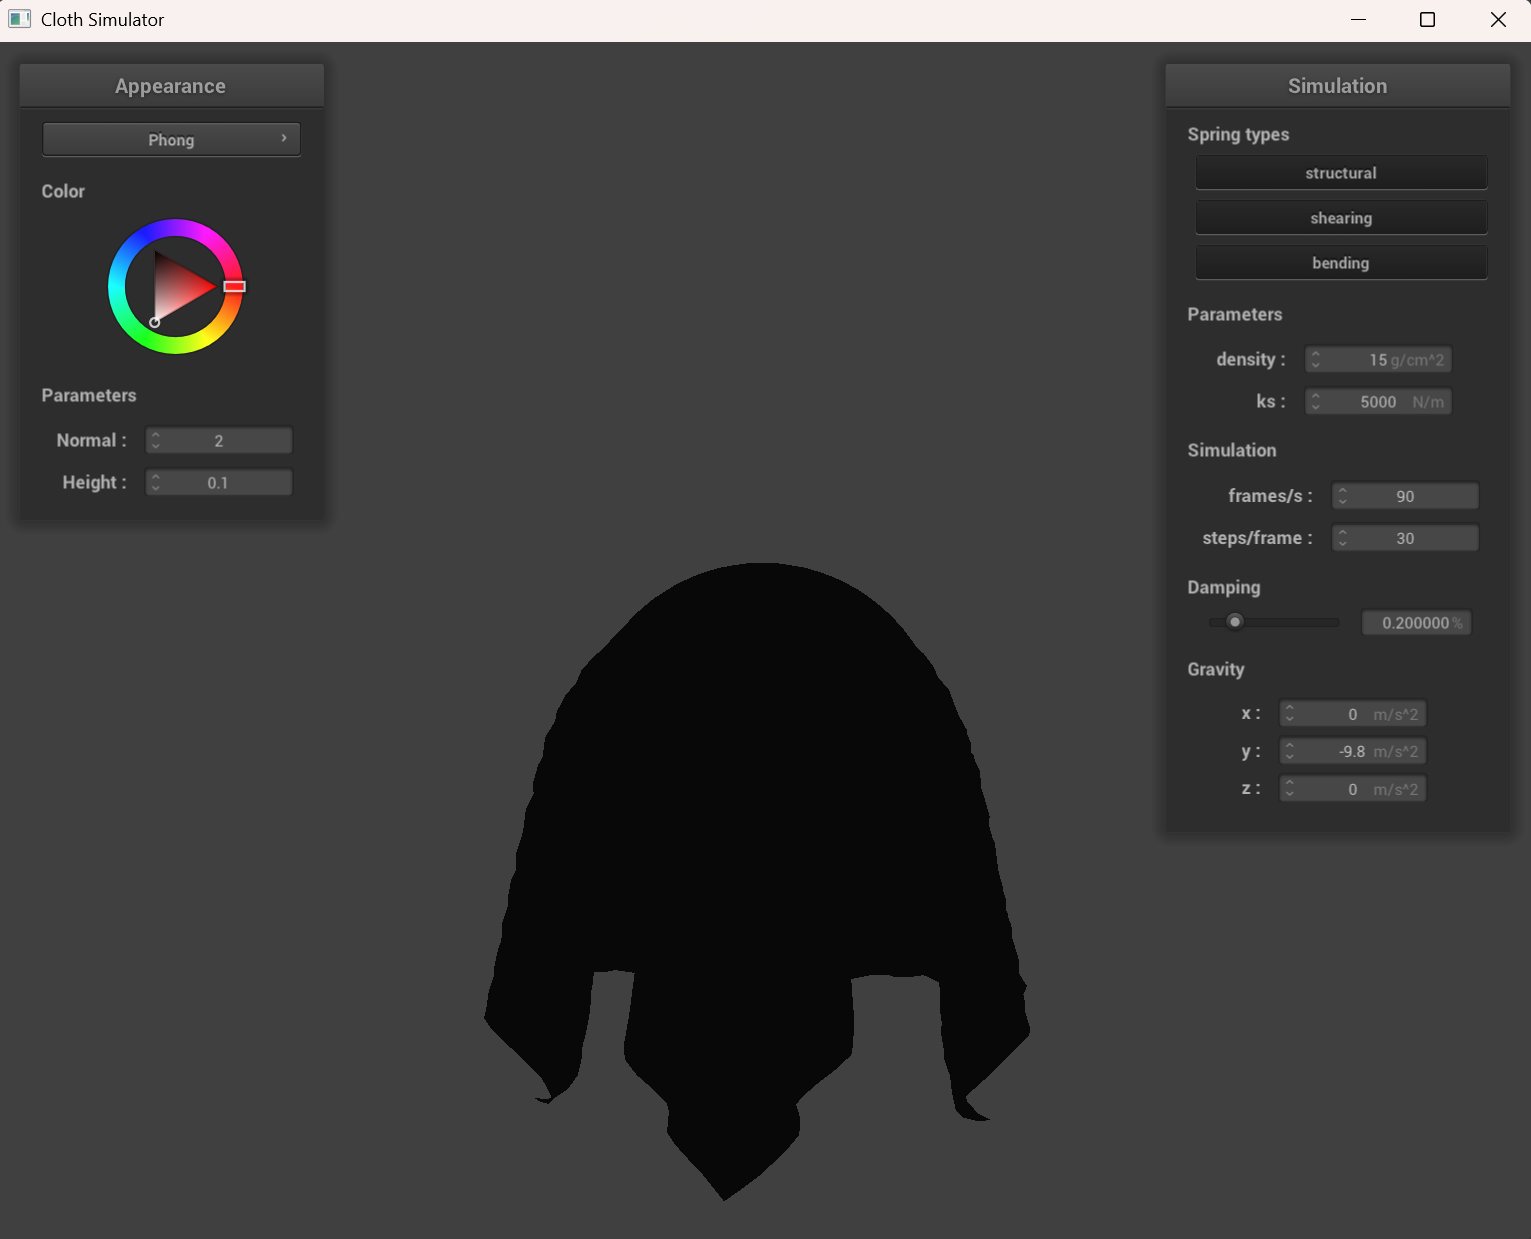 Cloth Simulator
Appearance
Phong
Color
Parameters
Normal : 2
Height : 0.1
Simulation
Spring types
structural
shearing
bending
Parameters
density : 15 g/cm^2
ks : 5000 N/m
Simulation
frames/s : 90
steps/frame : 30
Damping
0.200000 %
Gravity
x : 0 m/s^2
y : -9.8 m/s^2
z : 0 m/s^2